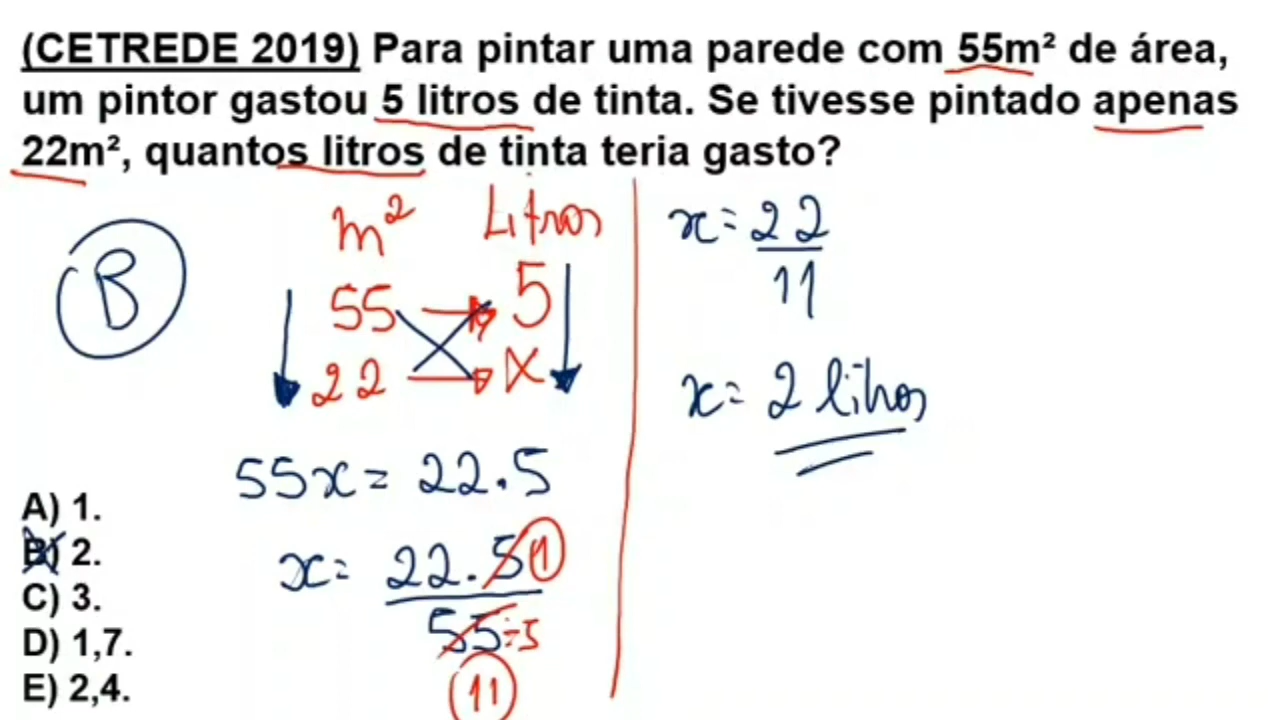 (CETREDE 2019) Para pintar uma parede com 55m² de área,
um pintor gastou 5 litros de tinta. Se tivesse pintado apenas
22m², quantos litros de tinta teria gasto?
B
m² Litros
55 5
22 x
55x = 22.5
x = 22.5 1
55÷5
11
x = 22
11
x = 2 litros
A) 1.
B) 2.
C) 3.
D) 1,7.
E) 2,4.